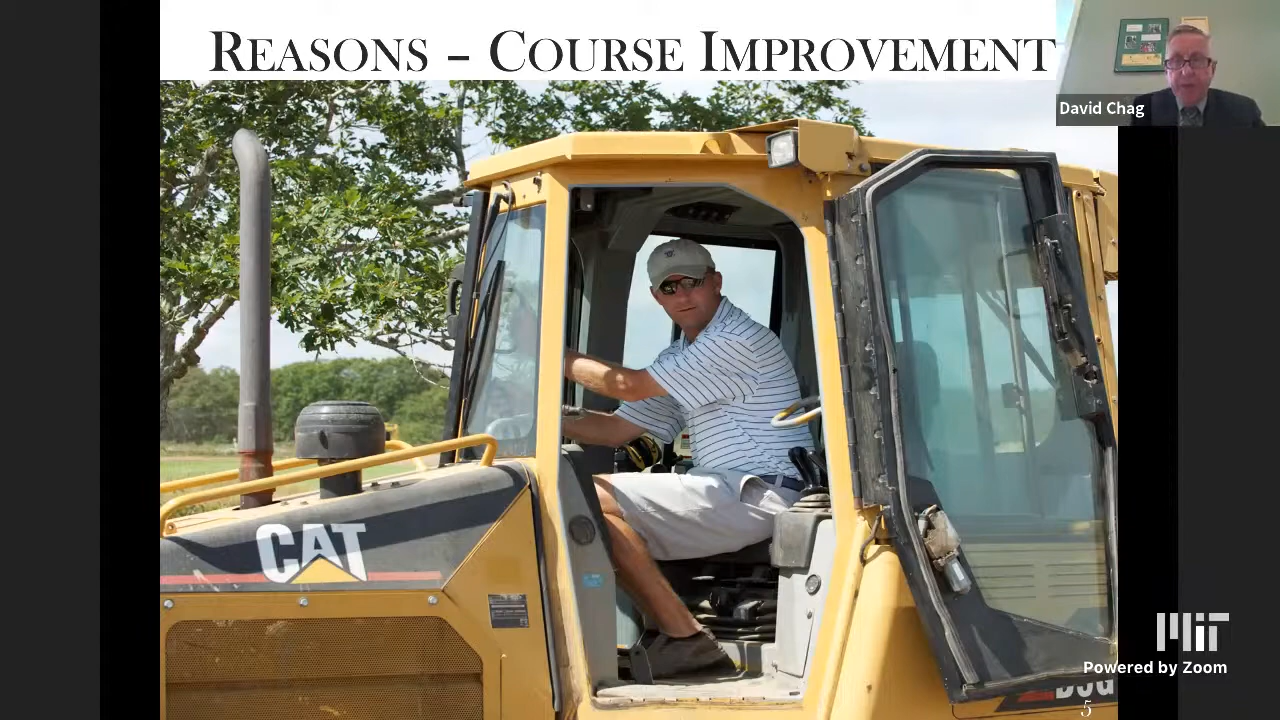 REASONS – COURSE IMPROVEMENT
David Chag
CAT
MIT
Powered by Zoom
5